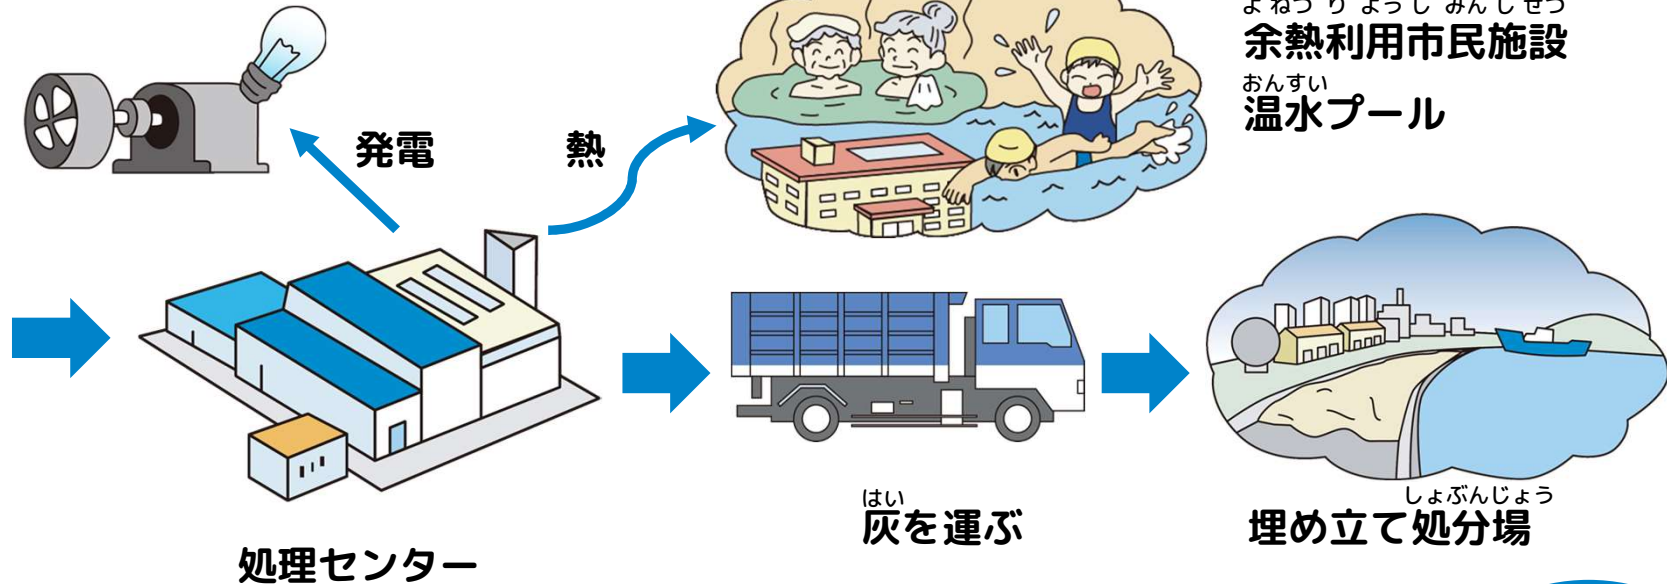 よねつりようしみんしせつ
余熱利用市民施設
おんすい
温水プール
発電
熱
はい
灰を運ぶ
しょぶんじょう
埋め立て処分場
処理センター